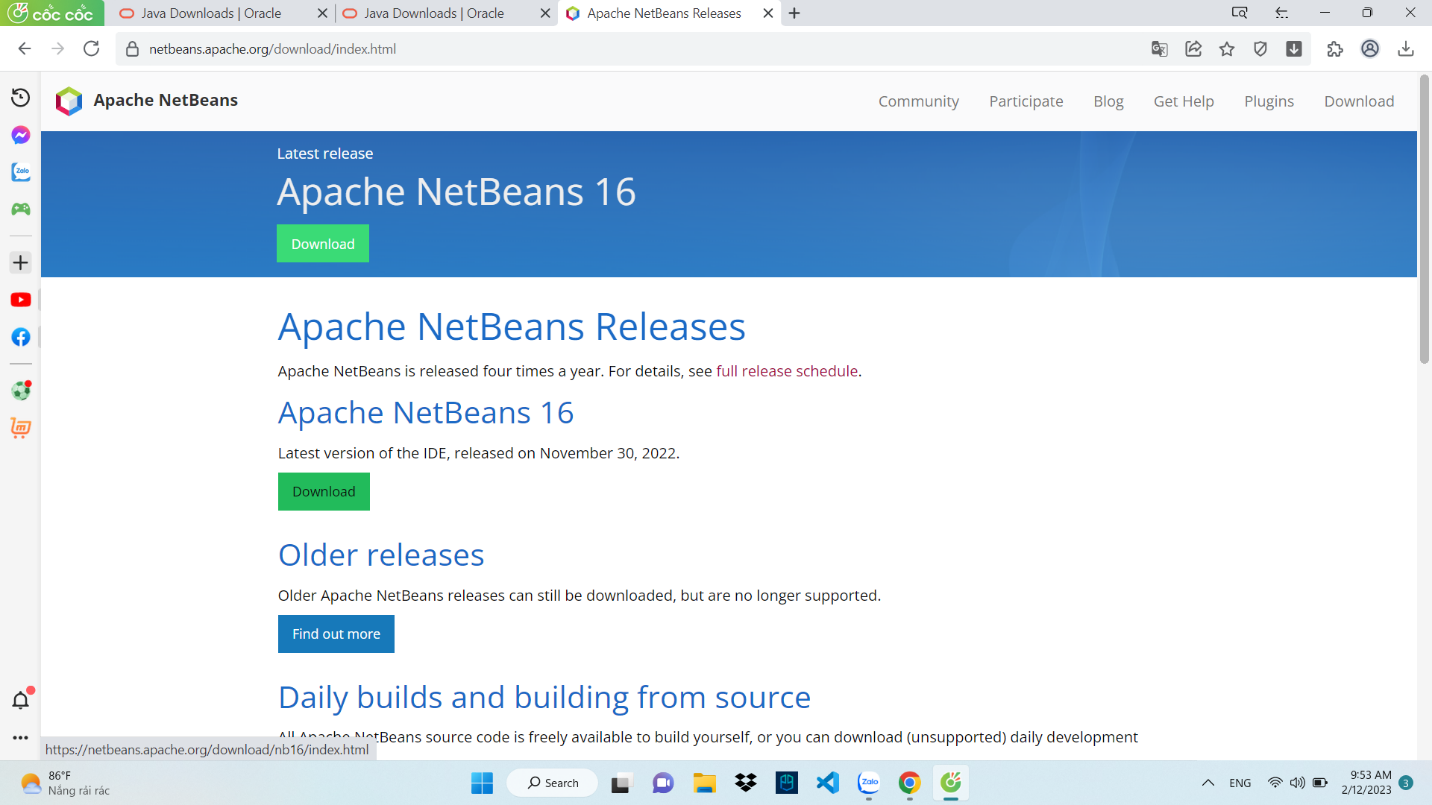 cốc cốc
Java Downloads | Oracle
Java Downloads | Oracle
Apache NetBeans Releases
netbeans.apache.org/download/index.html
Apache NetBeans
Community
Participate
Blog
Get Help
Plugins
Download
Latest release
Apache NetBeans 16
Download
Apache NetBeans Releases
Apache NetBeans is released four times a year. For details, see full release schedule.
Apache NetBeans 16
Latest version of the IDE, released on November 30, 2022.
Download
Older releases
Older Apache NetBeans releases can still be downloaded, but are no longer supported.
Find out more
Daily builds and building from source
All Apache NetBeans source code is freely available to build yourself, or you can download (unsupported) daily development
https://netbeans.apache.org/download/nb16/index.html
Zalo
86°F
Nắng rải rác
Search
Zalo
ENG
9:53 AM
2/12/2023
3